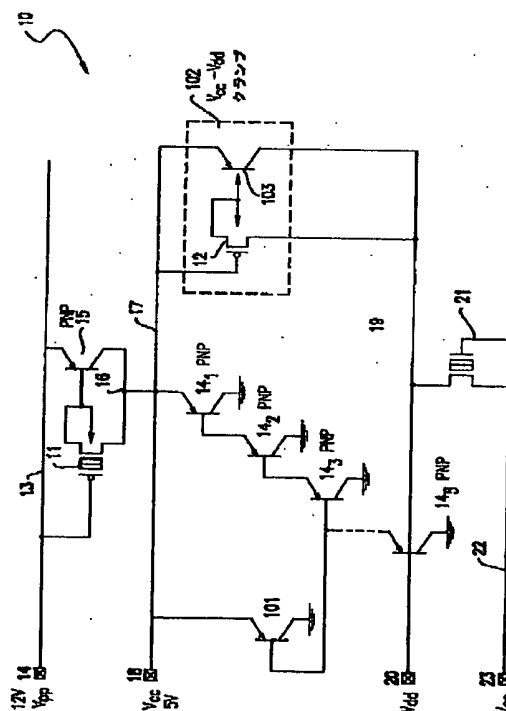 10
12V
14
Vpp
13
11
PNP
15
16
17
18
Vcc
5V
102
Vcc-Vdd
クランプ
12
103
14₁ PNP
14₂ PNP
14₃ PNP
101
19
14₅ PNP
20
Vdd
21
22
23